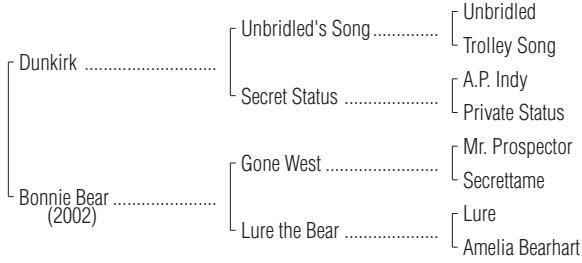 Unbridled
Unbridled's Song..............
Trolley Song
Dunkirk ...........................
A.P. Indy
Secret Status ....................
Private Status
Mr. Prospector
Gone West ........................
Secrettame
Bonnie Bear .....................
(2002)
Lure
Lure the Bear ....................
Amelia Bearhart